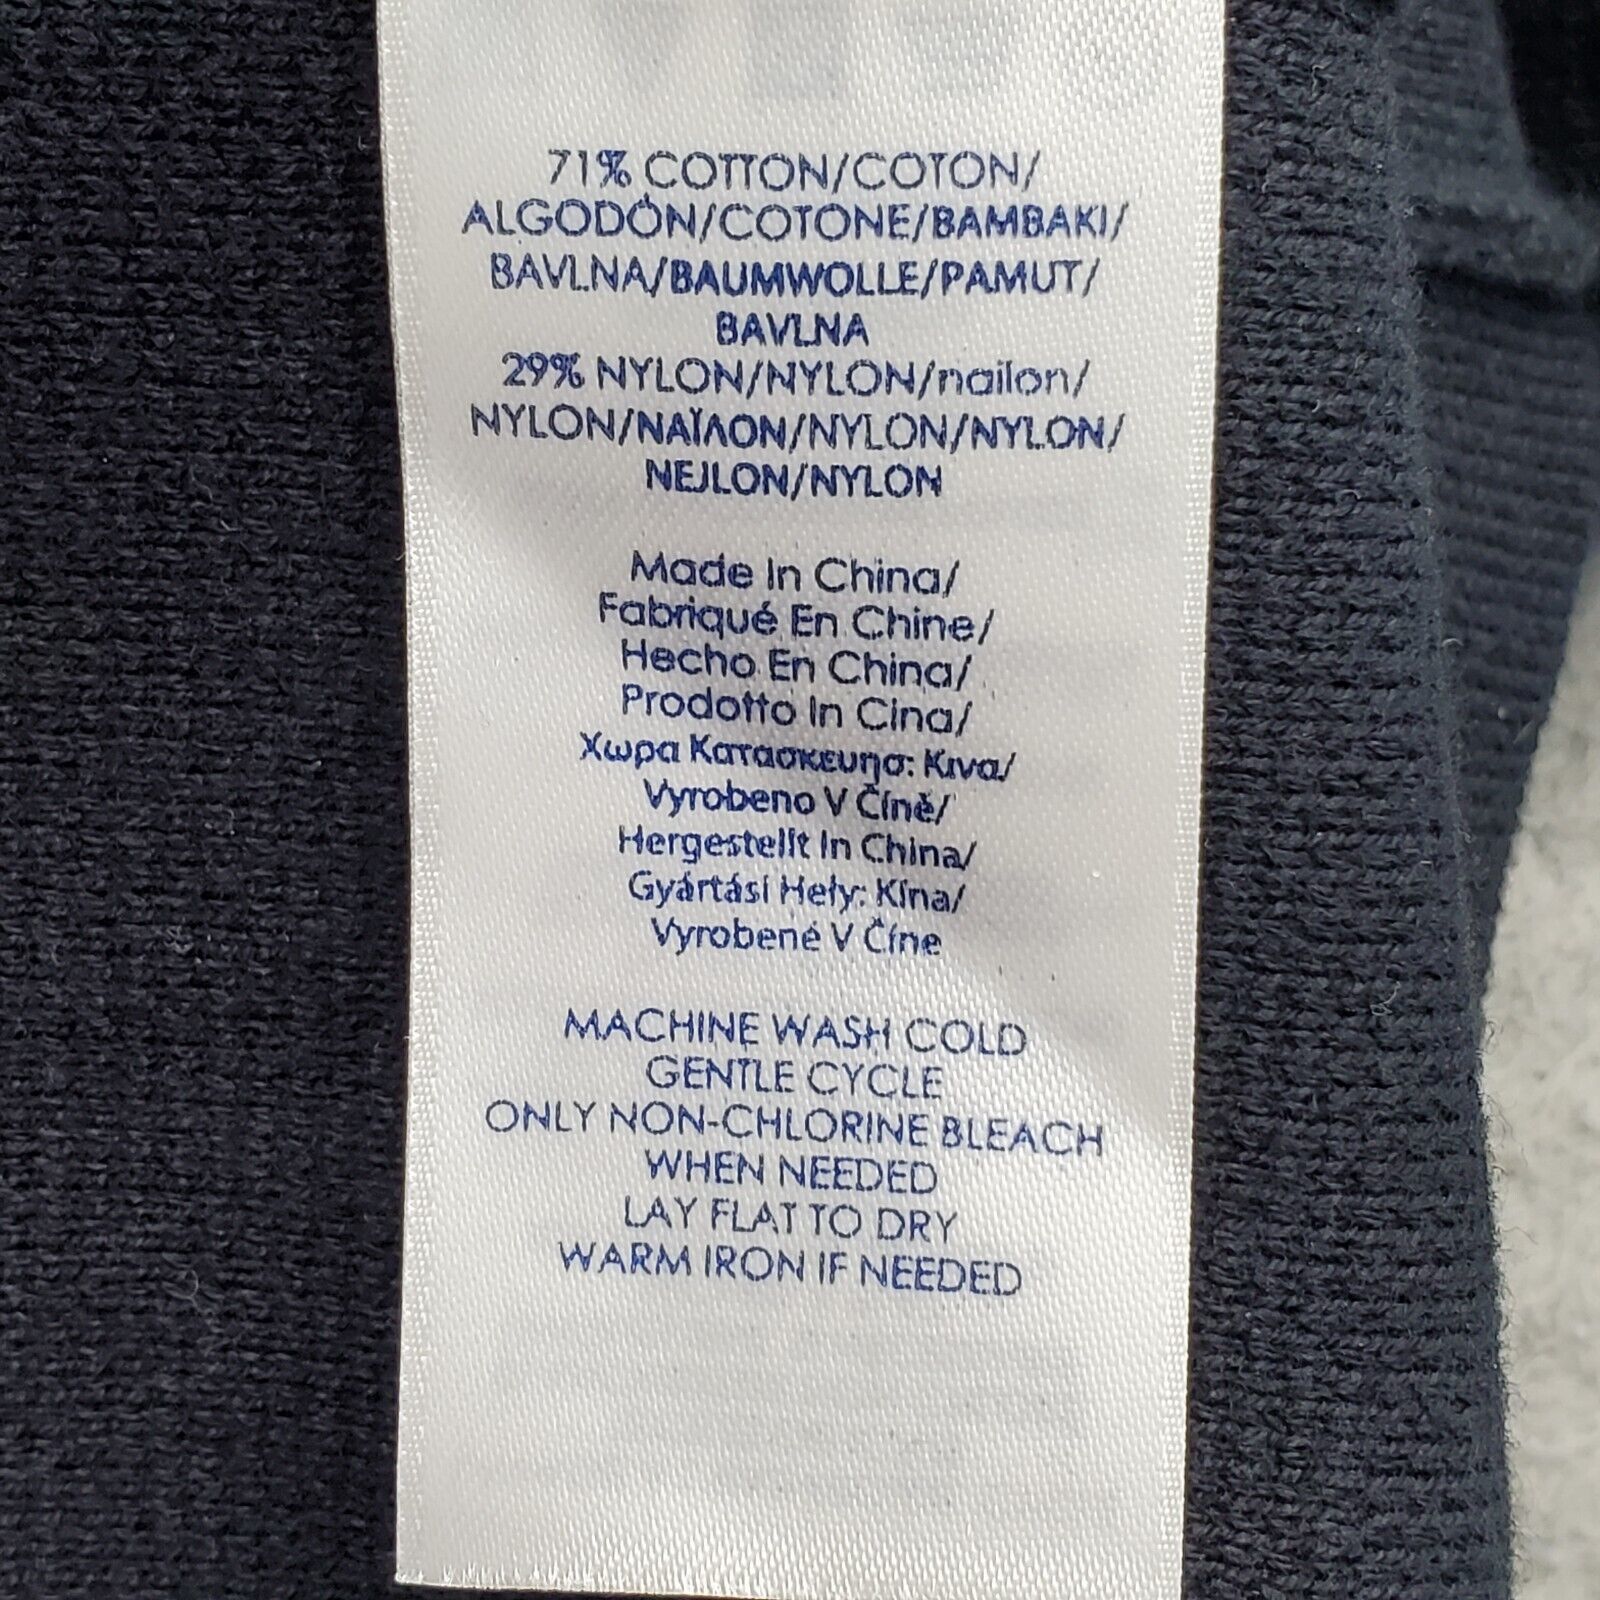 71% COTTON/COTON/
ALGODÓN/COTONE/BAMBAKI/
BAVLNA/BAUMWOLLE/PAMUT/
BAVLNA
29% NYLON/NYLON/nailon/
NYLON/ΝΑΪΛΟΝ/NYLON/NYLON/
NEJLON/NYLON
Made In China/
Fabriqué En Chine/
Hecho En China/
Prodotto In Cina/
Χωρα Κατασκευησ: Κινα/
Vyrobeno V Číně/
Hergestellt In China/
Gyártási Hely: Kína/
Vyrobené V Číne
MACHINE WASH COLD
GENTLE CYCLE
ONLY NON-CHLORINE BLEACH
WHEN NEEDED
LAY FLAT TO DRY
WARM IRON IF NEEDED